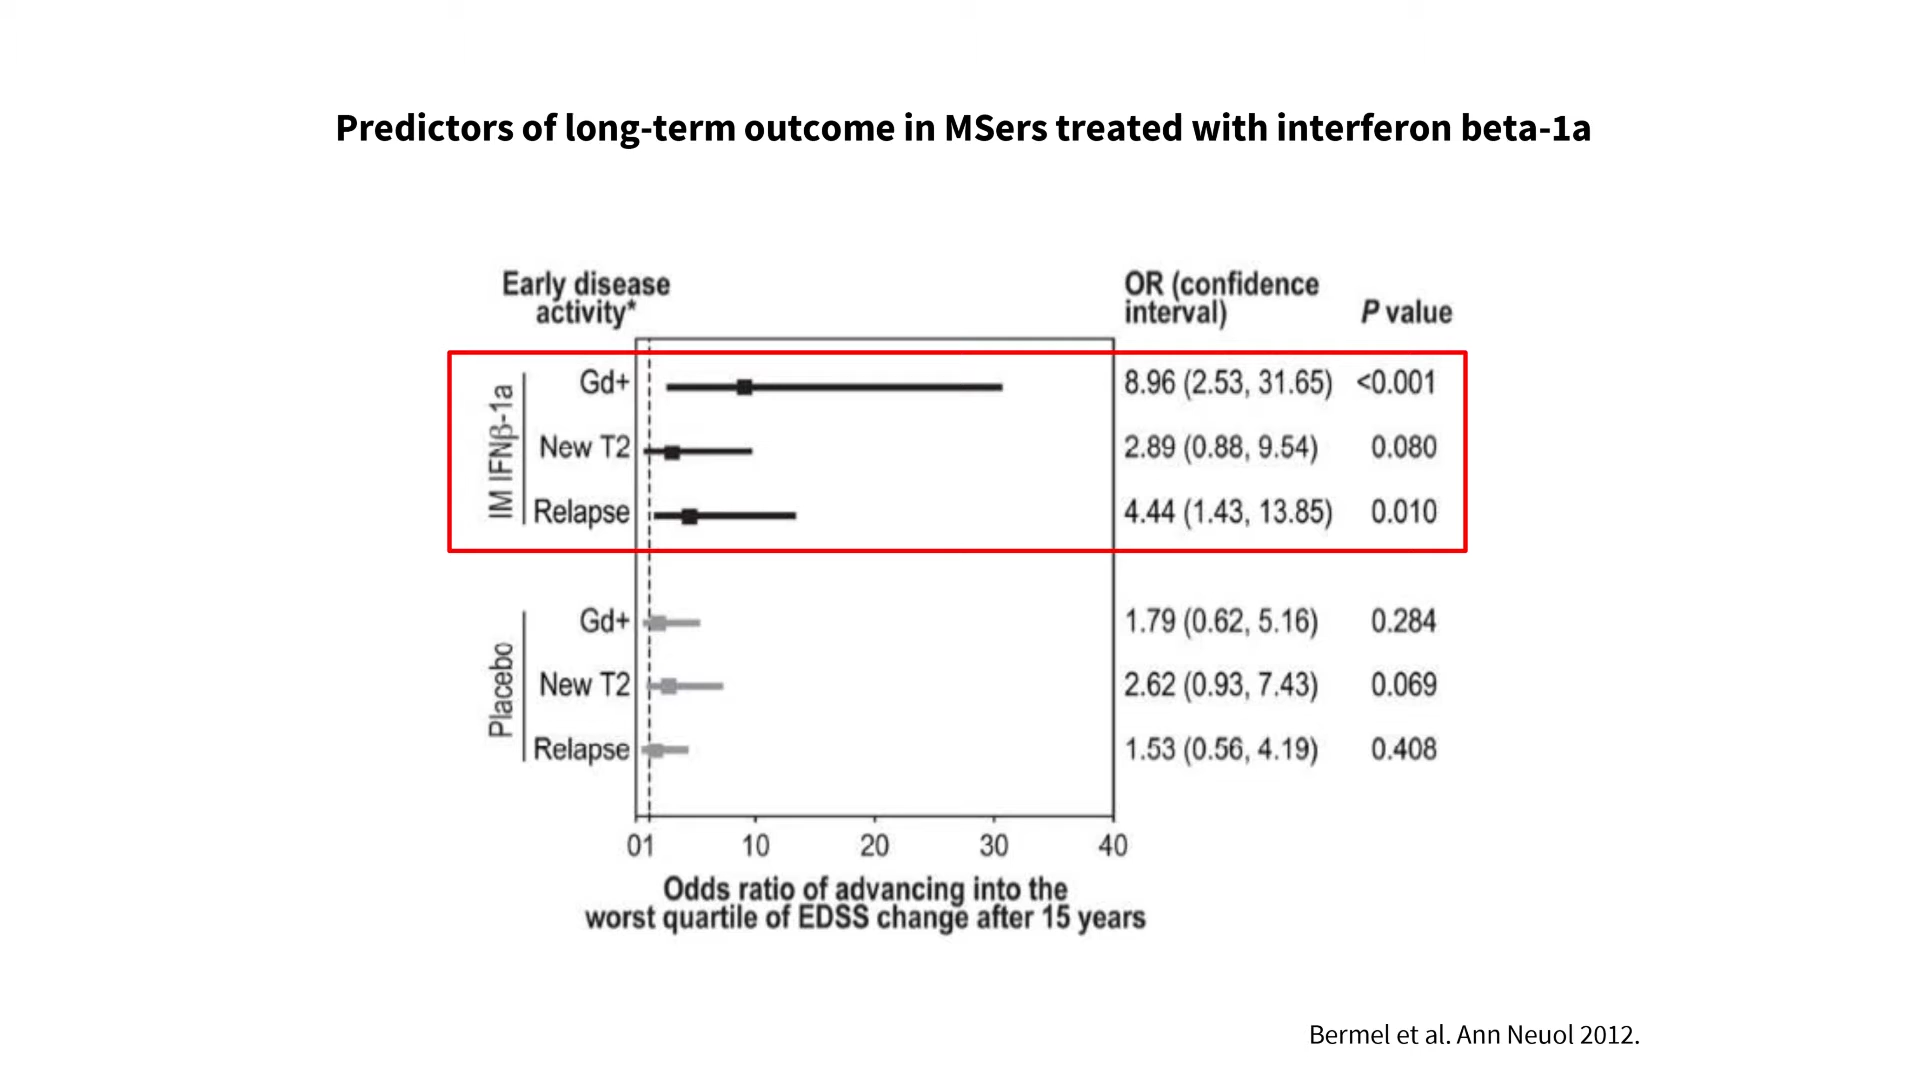 Predictors of long-term outcome in MSers treated with interferon beta-1a
Early disease
activity*
OR (confidence
interval)
P value
IM IFNβ-1a
Gd+ 8.96 (2.53, 31.65) <0.001
New T2 2.89 (0.88, 9.54) 0.080
Relapse 4.44 (1.43, 13.85) 0.010
Placebo
Gd+ 1.79 (0.62, 5.16) 0.284
New T2 2.62 (0.93, 7.43) 0.069
Relapse 1.53 (0.56, 4.19) 0.408
01 10 20 30 40
Odds ratio of advancing into the
worst quartile of EDSS change after 15 years
Bermel et al. Ann Neuol 2012.